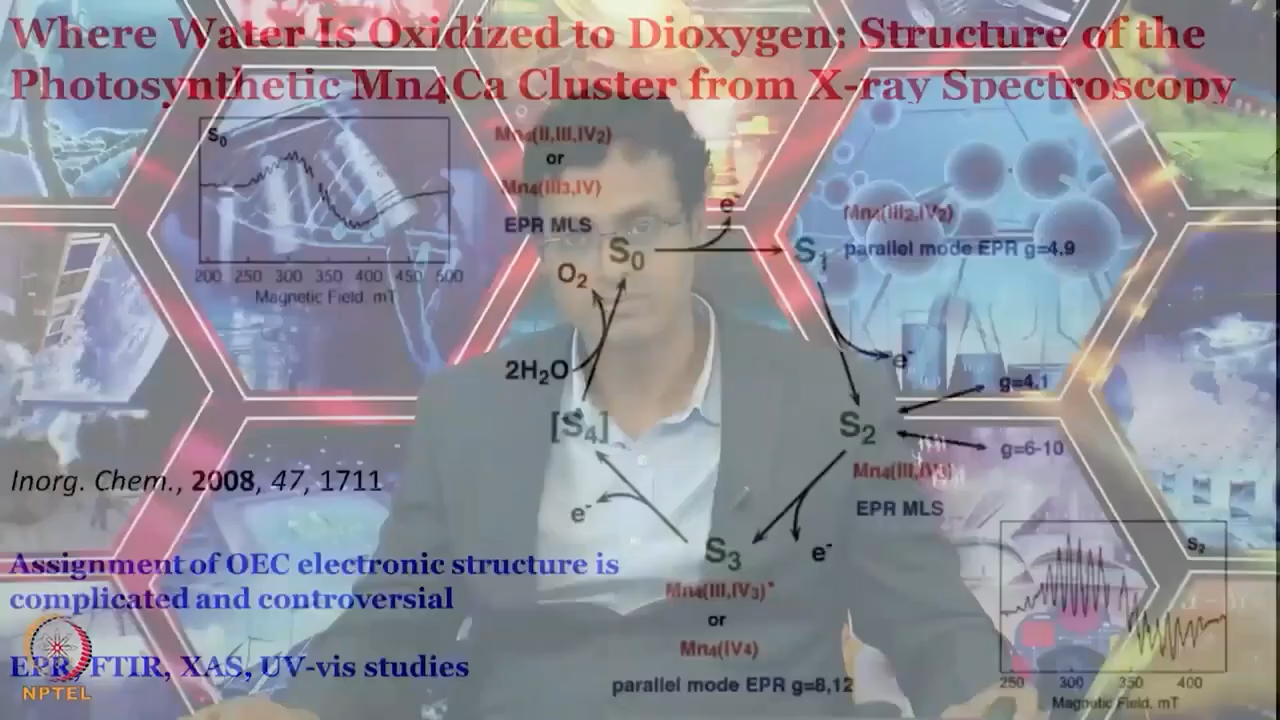 Where Water Is Oxidized to Dioxygen: Structure of the
Photosynthetic Mn4Ca Cluster from X-ray Spectroscopy
S0
200 250 300 350 400 450 500
Magnetic Field, mT
Mn4(II,III,IV2)
or
Mn4(III3,IV)
EPR MLS
S0
e-
S1
Mn4(III2,IV2)
parallel mode EPR g=4.9
O2
2H2O
e-
[S4]
S2
g=4.1
g=6-10
Mn4(III,IV3)
EPR MLS
e-
S3
e-
Mn4(III,IV3)*
or
Mn4(IV4)
parallel mode EPR g=8,12
Inorg. Chem., 2008, 47, 1711
Assignment of OEC electronic structure is
complicated and controversial
EPR, FTIR, XAS, UV-vis studies
NPTEL
S2
250 300 350 400
Magnetic Field, mT